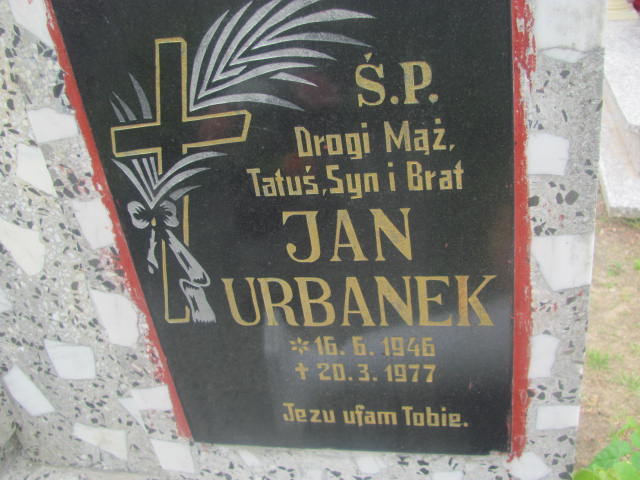 Ś.P.
Drogi Mąż,
Tatuś, Syn i Brat
JAN
URBANEK
* 16. 6. 1946
+ 20. 3. 1977
Jezu ufam Tobie.